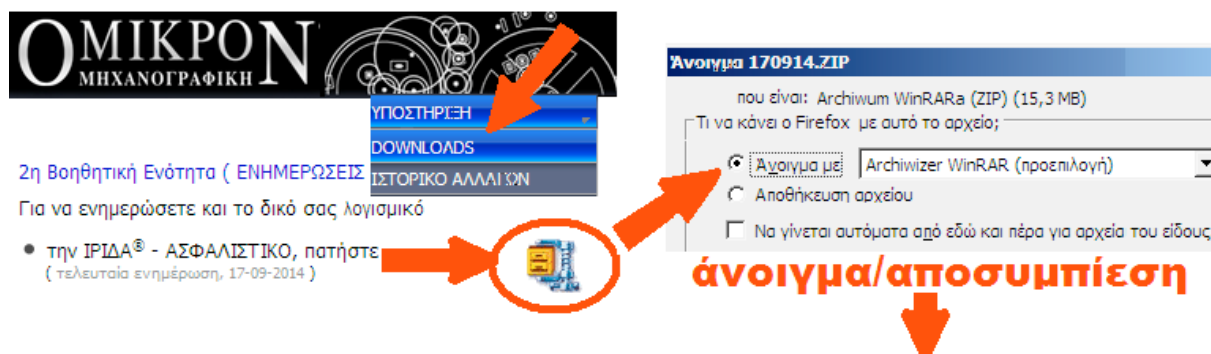 ΟΜΙΚΡΟΝ
ΜΗΧΑΝΟΓΡΑΦΙΚΗ
ΥΠΟΣΤΗΡΙΞΗ
DOWNLOADS
ΙΣΤΟΡΙΚΟ ΑΛΛΑΓΩΝ
2η Βοηθητική Ενότητα ( ΕΝΗΜΕΡΩΣΕΙΣ
Για να ενημερώσετε και το δικό σας λογισμικό
• την ΙΡΙΔΑ® - ΑΣΦΑΛΙΣΤΙΚΟ, πατήστε
( τελευταία ενημέρωση, 17-09-2014 )
Άνοιγμα 170914.ZIP
που είναι: Archiwum WinRARa (ZIP) (15,3 MB)
Τι να κάνει ο Firefox με αυτό το αρχείο;
Άνοιγμα με Archiwizer WinRAR (προεπιλογή)
Αποθήκευση αρχείου
Να γίνεται αυτόματα από εδώ και πέρα για αρχεία του είδους
άνοιγμα/αποσυμπίεση